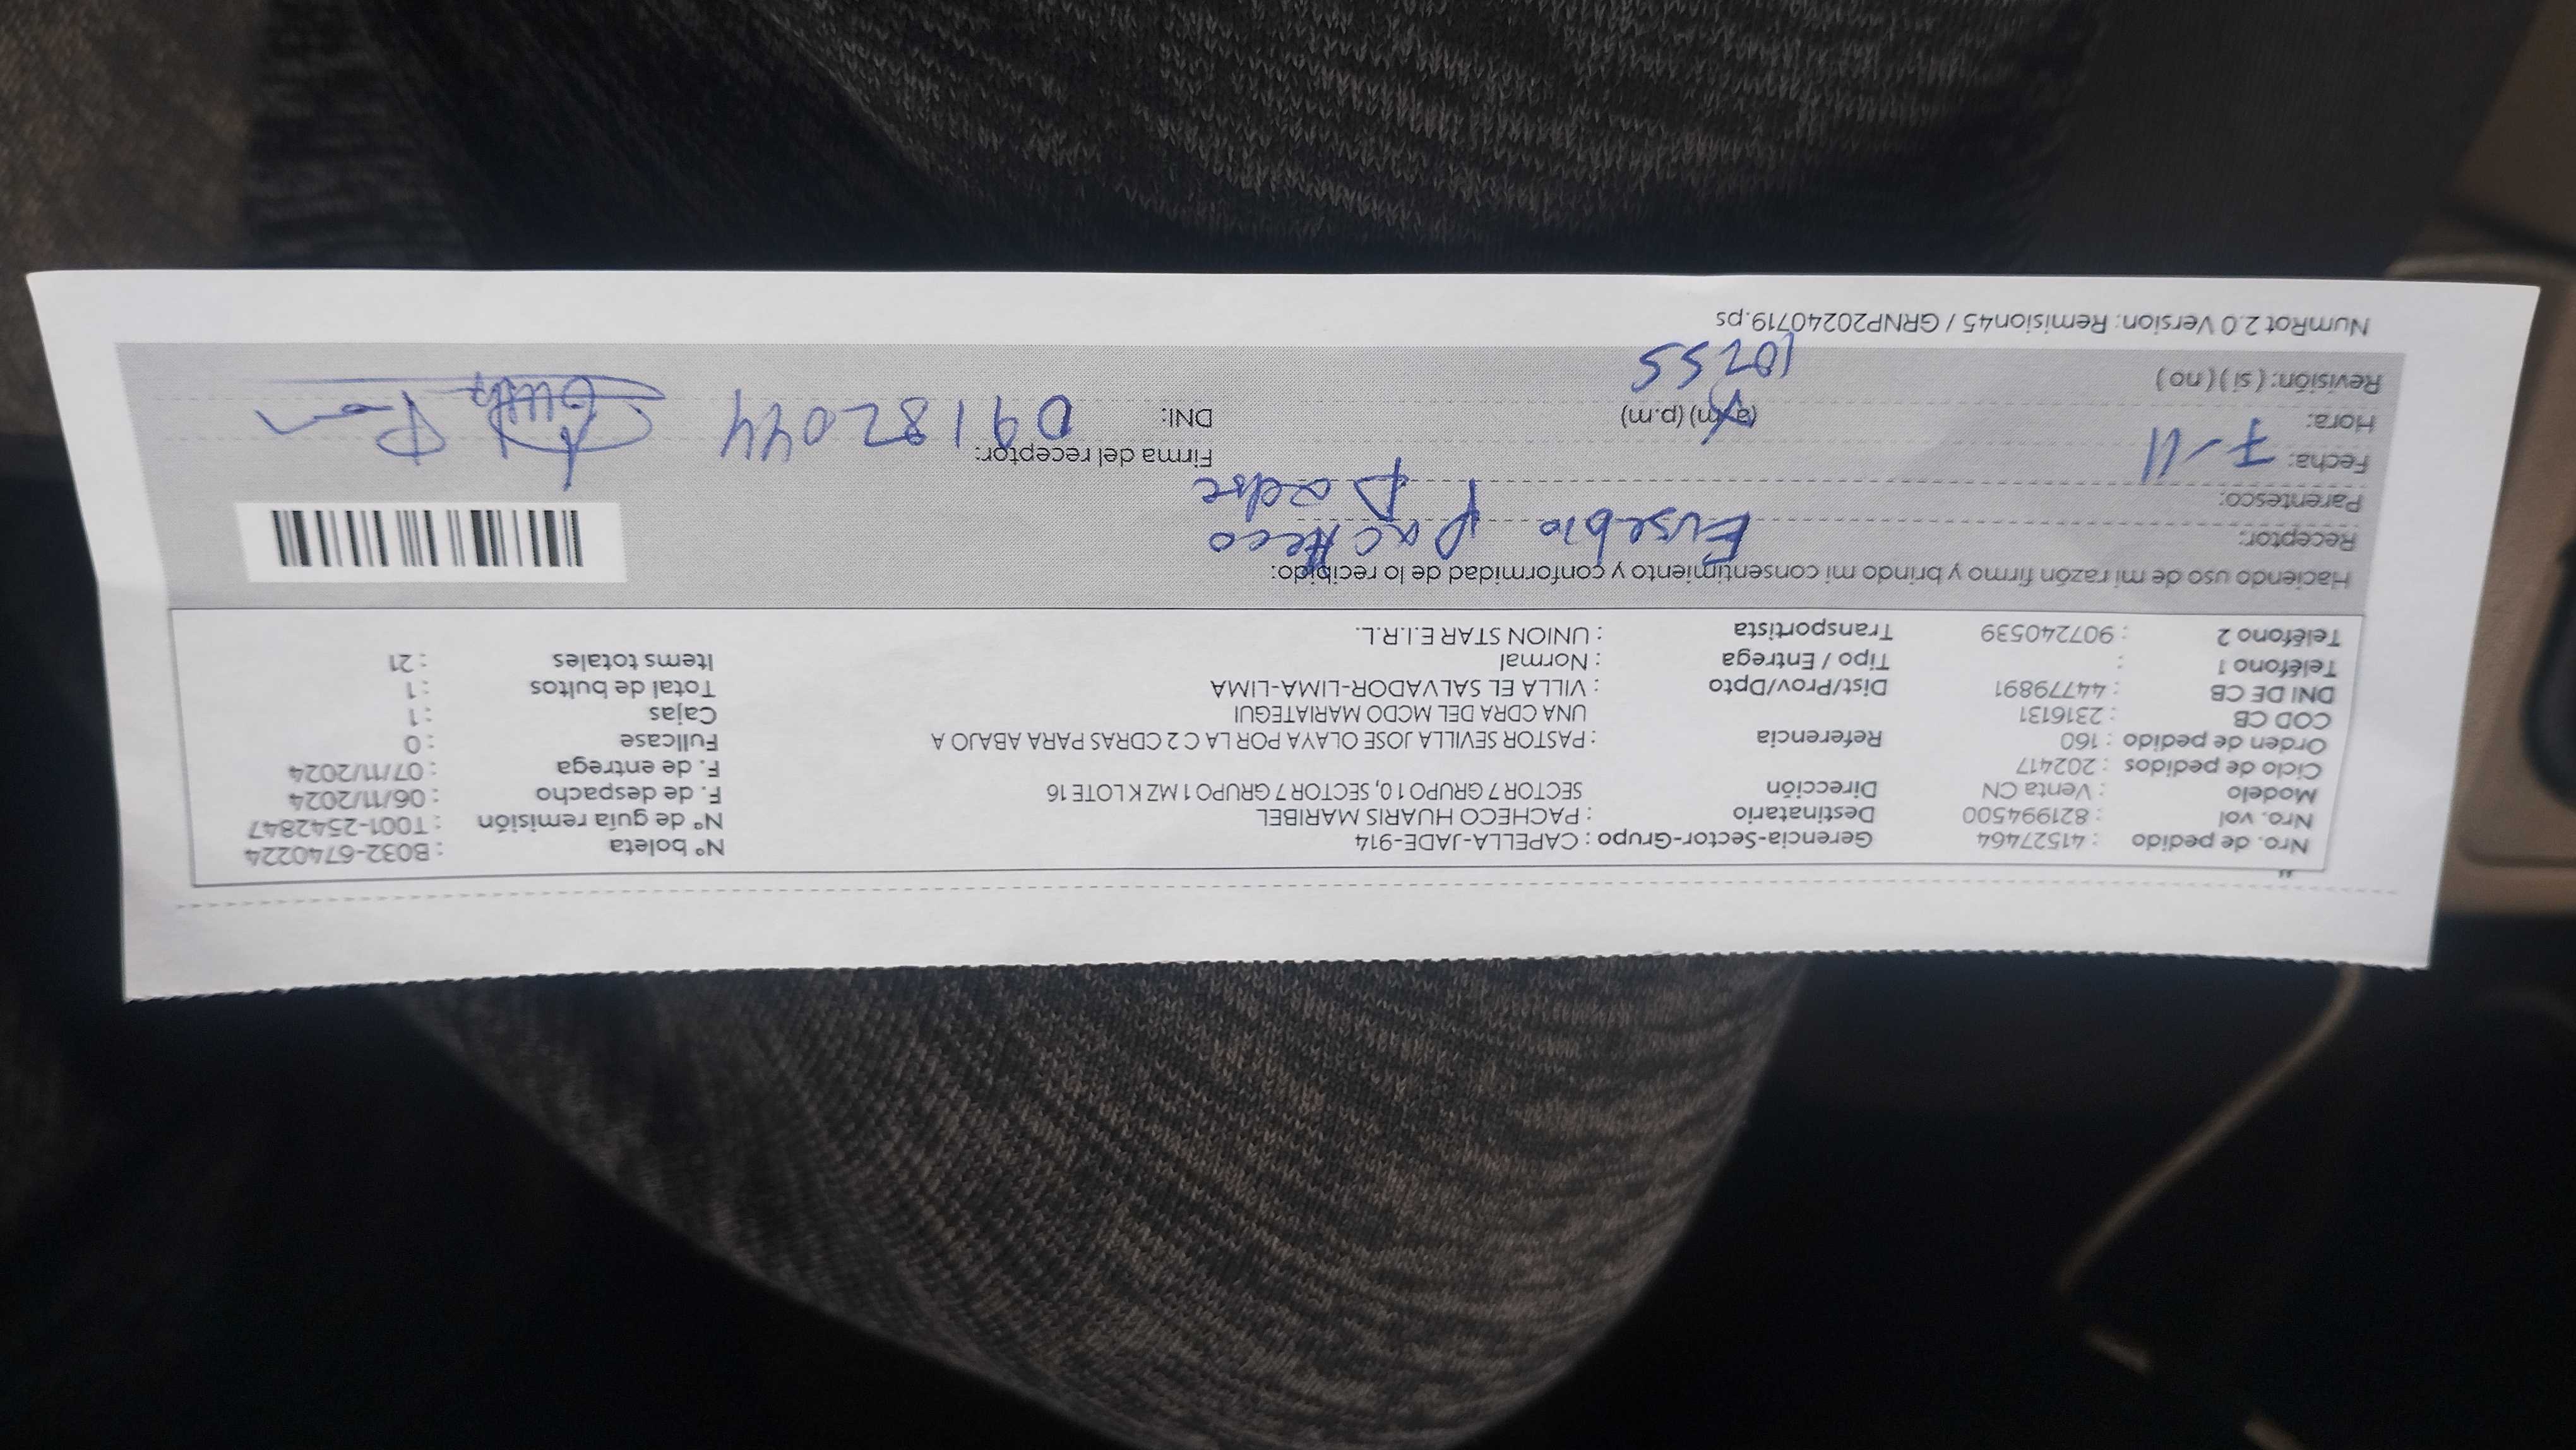 Nro. de pedido : 41527464 Gerencia-Sector-Grupo : CAPELLA-JADE-914 N° boleta : B032-6740224
Nro. vol : 821994500 Destinatario : PACHECO HUARIS MARIBEL N° de guía remisión : T001-2542847
Modelo : Venta CN Dirección SECTOR 7 GRUPO 10, SECTOR 7 GRUPO 1 MZ K LOTE 16 F. de despacho : 06/11/2024
Ciclo de pedidos : 202417 F. de entrega : 07/11/2024
Orden de pedido : 160 Referencia : PASTOR SEVILLA JOSE OLAYA POR LA C 2 CDRAS PARA ABAJO A Fullcase : 0
COD CB : 2316131 UNA CDRA DEL MCDO MARIATEGUI Cajas : 1
DNI DE CB : 44779891 Dist/Prov/Dpto : VILLA EL SALVADOR-LIMA-LIMA Total de bultos : 1
Teléfono 1 : Tipo / Entrega : Normal Items totales : 21
Teléfono 2 : 907240539 Transportista : UNION STAR E.I.R.L.
Haciendo uso de mi razón firmo y brindo mi consentimiento y conformidad de lo recibido:
Receptor: Eusebio Pacheco
Parentesco: Padre
Fecha: 7-11 Firma del receptor:
Hora: (a.m) (p.m) DNI: 09182044
Revisión: ( si ) ( no ) 10255
NumRot 2.0 Version: Remision45 / GRNP20240719.ps